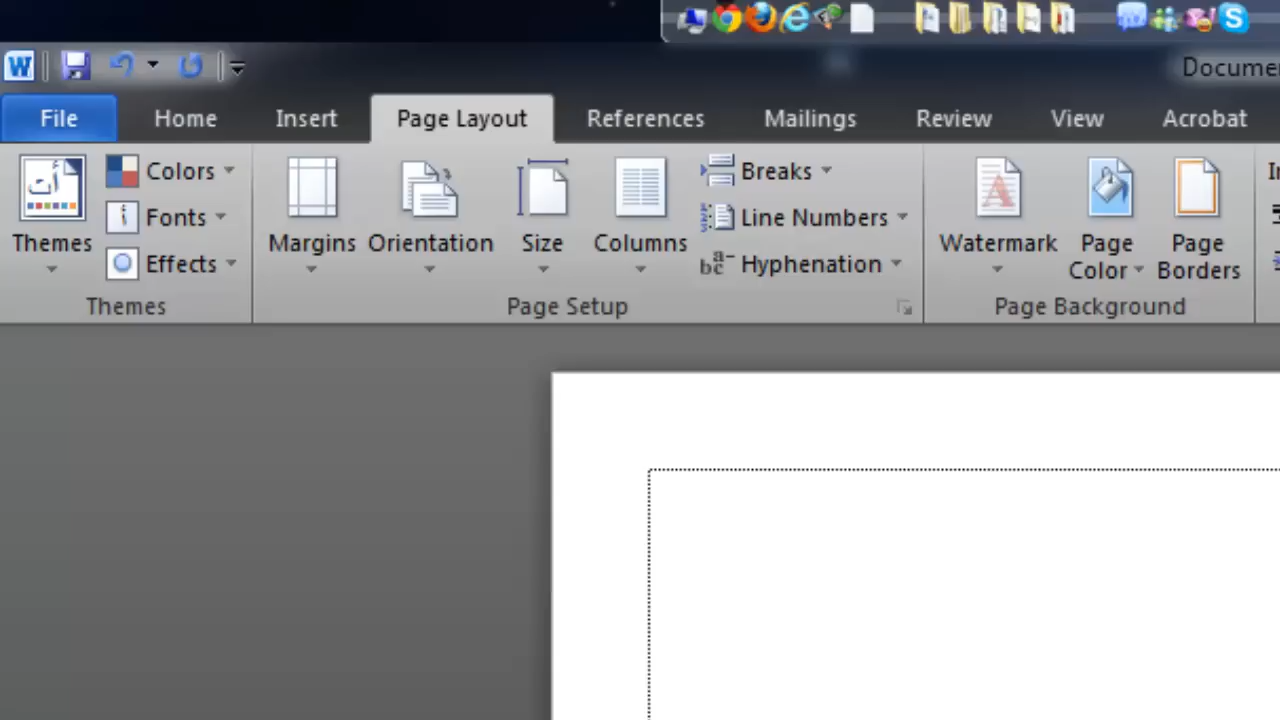 Docume
File Home Insert Page Layout References Mailings Review View Acrobat
Themes Colors Fonts Effects
Themes
Margins Orientation Size Columns Breaks Line Numbers Hyphenation
Page Setup
Watermark Page Color Page Borders
Page Background